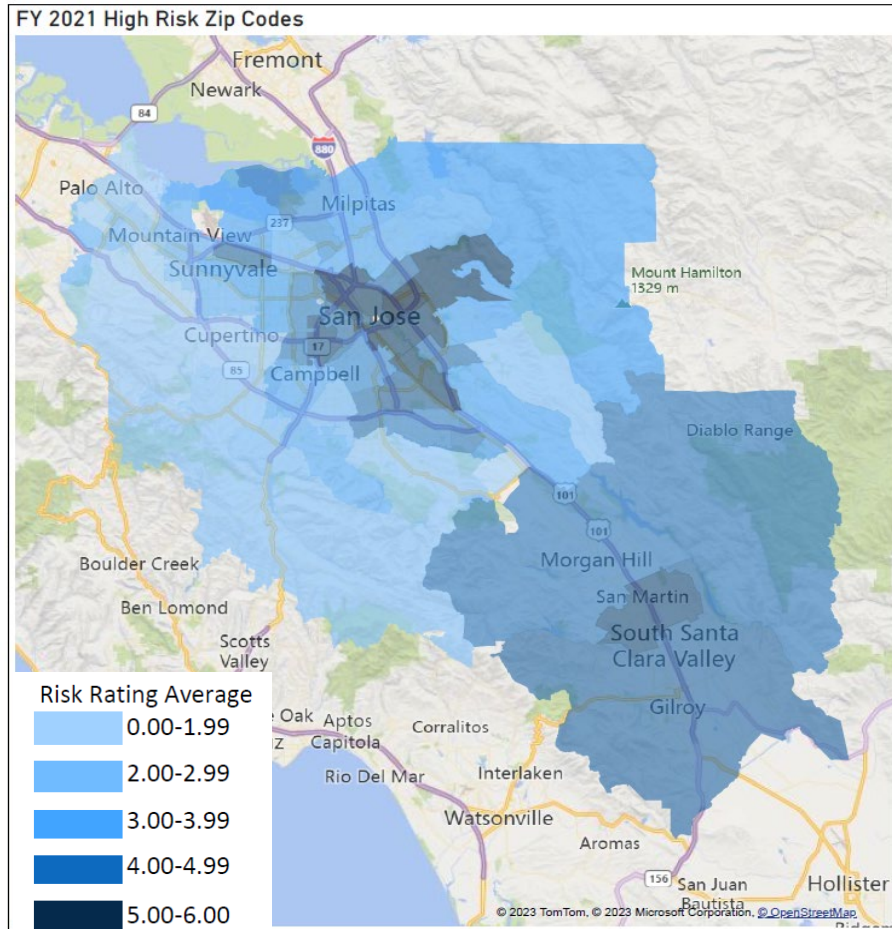 FY 2021 High Risk Zip Codes
Fremont
Newark
84
880
Palo Alto
Milpitas
237
Mountain View
Sunnyvale
Mount Hamilton
1329 m
San Jose
Cupertino
17
85
Campbell
Diablo Range
101
101
Morgan Hill
Boulder Creek
San Martin
Ben Lomond
South Santa
Clara Valley
Scotts
Valley
Gilroy
Risk Rating Average
0.00-1.99
2.00-2.99
3.00-3.99
4.00-4.99
5.00-6.00
Oak
Aptos
Capitola
Corralitos
Rio Del Mar
Interlaken
Watsonville
Aromas
156
San Juan
Bautista
Hollister
© 2023 TomTom, © 2023 Microsoft Corporation, © OpenStreetMap